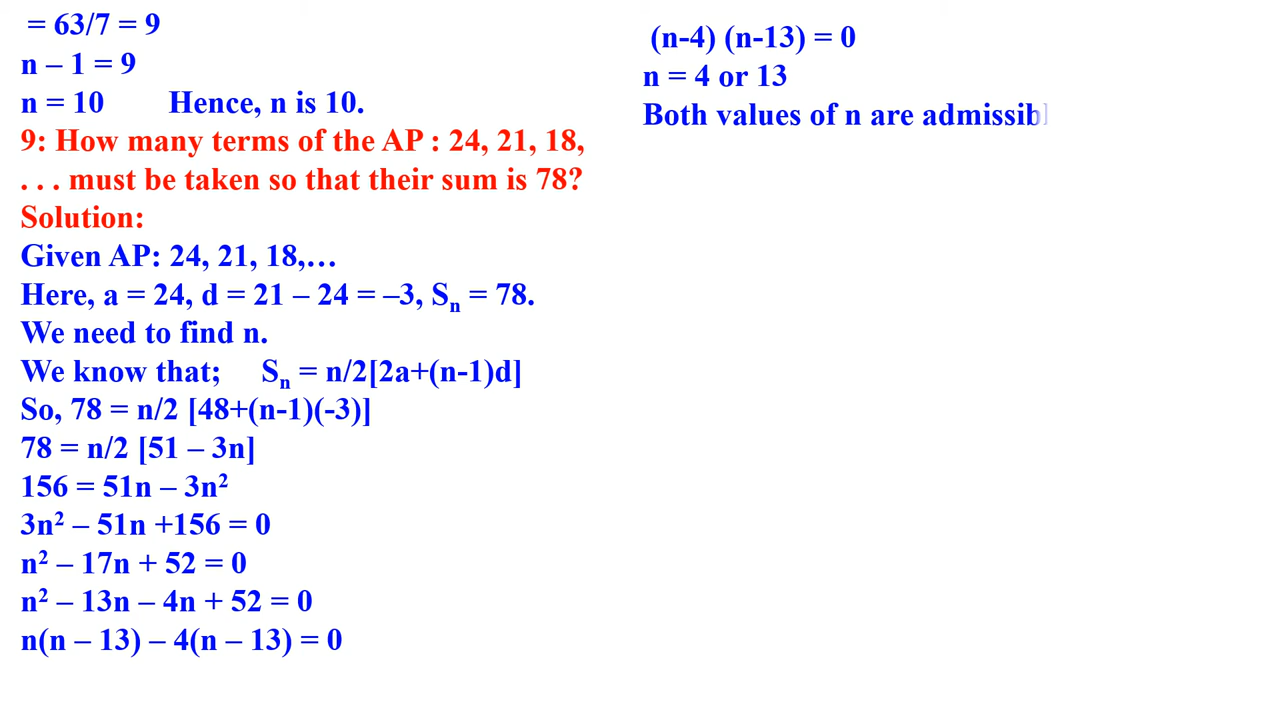 = 63/7 = 9
n – 1 = 9
n = 10 Hence, n is 10.
9: How many terms of the AP : 24, 21, 18,
. . . must be taken so that their sum is 78?
Solution:
Given AP: 24, 21, 18,…
Here, a = 24, d = 21 – 24 = –3, Sₙ = 78.
We need to find n.
We know that; Sₙ = n/2[2a+(n-1)d]
So, 78 = n/2 [48+(n-1)(-3)]
78 = n/2 [51 – 3n]
156 = 51n – 3n²
3n² – 51n +156 = 0
n² – 17n + 52 = 0
n² – 13n – 4n + 52 = 0
n(n – 13) – 4(n – 13) = 0
(n-4) (n-13) = 0
n = 4 or 13
Both values of n are